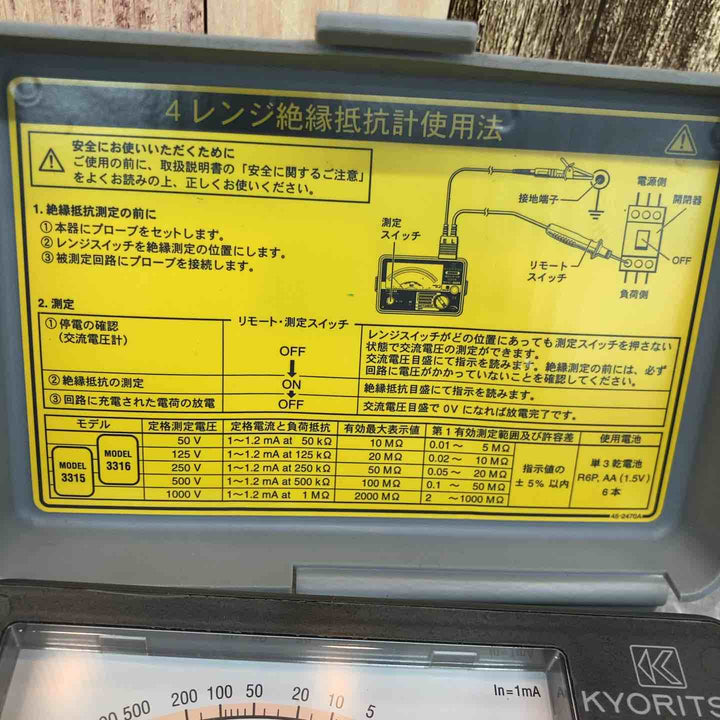 4レンジ絶縁抵抗計使用法
安全にお使いいただくために
ご使用の前に、取扱説明書の「安全に関するご注意」
をよくお読みの上、正しくお使いください。
1. 絶縁抵抗測定の前に
①本器にプローブをセットします。
②レンジスイッチを絶縁測定の位置にします。
③被測定回路にプローブを接続します。
測定
スイッチ
接地端子
リモート
スイッチ
電源側
開閉器
OFF
負荷側
2. 測定
リモート・測定スイッチ
①停電の確認
(交流電圧計)
OFF
レンジスイッチがどの位置にあっても測定スイッチを押さない
状態で交流電圧の測定ができます。
交流電圧目盛にて指示を読みます。絶縁測定の前には、必ず
回路に電圧がかかっていないことを確認してください。
②絶縁抵抗の測定 ON 絶縁抵抗目盛にて指示を読みます。
③回路に充電された電荷の放電 OFF 交流電圧目盛で0Vになれば放電完了です。
モデル 定格測定電圧 定格電流と負荷抵抗 有効最大表示値 第1有効測定範囲及び許容差 使用電池
MODEL 3315
MODEL 3316
50 V 1〜1.2 mA at 50 kΩ 10 MΩ 0.01 〜 5 MΩ
125 V 1〜1.2 mA at 125 kΩ 20 MΩ 0.02 〜 10 MΩ
250 V 1〜1.2 mA at 250 kΩ 50 MΩ 0.05 〜 20 MΩ
500 V 1〜1.2 mA at 500 kΩ 100 MΩ 0.1 〜 50 MΩ
1000 V 1〜1.2 mA at 1 MΩ 2000 MΩ 2 〜1000 MΩ
指示値の
±5% 以内
単3乾電池
R6P, AA (1.5V)
6本
45-2470A
500 200 100 50 20 10 5
In=1mA
KYORITS